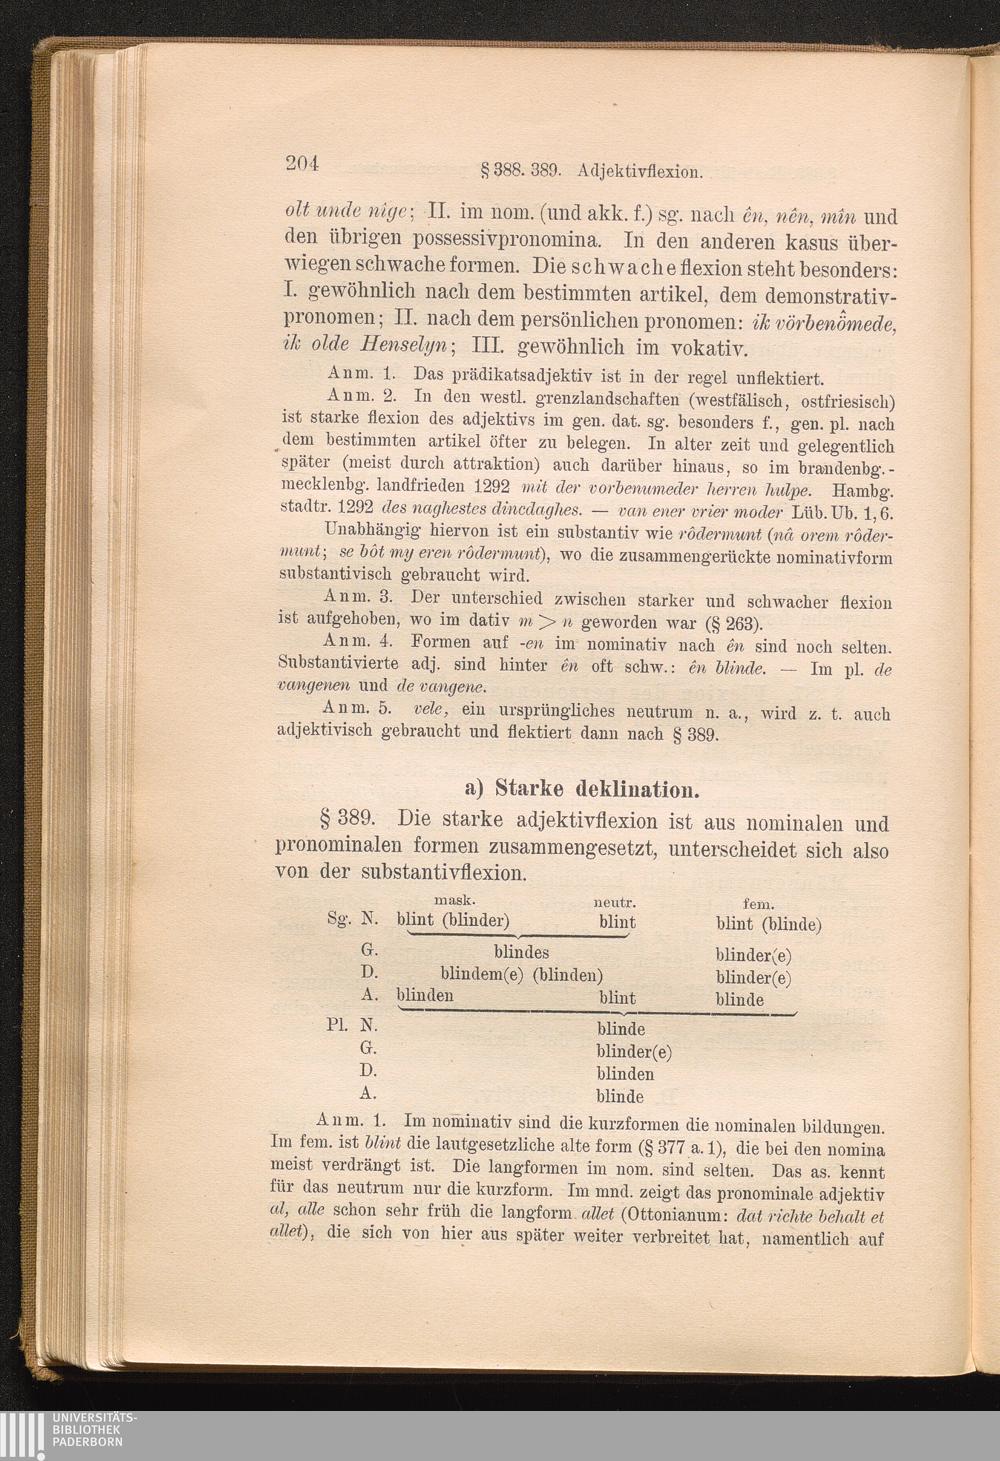 204
§ 388. 389. Adjektivflexion.
olt unde nîge; II. im nom. (und akk. f.) sg. nach ên, nên, mîn und
den übrigen possessivpronomina. In den anderen kasus über-
wiegen schwache formen. Die schwache flexion steht besonders:
I. gewöhnlich nach dem bestimmten artikel, dem demonstrativ-
pronomen; II. nach dem persönlichen pronomen: ik vörbenö̂mede,
ik olde Henselyn; III. gewöhnlich im vokativ.
Anm. 1. Das prädikatsadjektiv ist in der regel unflektiert.
Anm. 2. In den westl. grenzlandschaften (westfälisch, ostfriesisch)
ist starke flexion des adjektivs im gen. dat. sg. besonders f., gen. pl. nach
dem bestimmten artikel öfter zu belegen. In alter zeit und gelegentlich
später (meist durch attraktion) auch darüber hinaus, so im brandenbg.-
mecklenbg. landfrieden 1292 mit der vorbenumeder herren hulpe. Hambg.
stadtr. 1292 des naghestes dincdaghes. — van ener vrier moder Lüb. Ub. 1, 6.
Unabhängig hiervon ist ein substantiv wie rôdermunt (nâ orem rôder-
munt; se bôt my eren rôdermunt), wo die zusammengerückte nominativform
substantivisch gebraucht wird.
Anm. 3. Der unterschied zwischen starker und schwacher flexion
ist aufgehoben, wo im dativ m > n geworden war (§ 263).
Anm. 4. Formen auf -en im nominativ nach ên sind noch selten.
Substantivierte adj. sind hinter ên oft schw.: ên blinde. — Im pl. de
vangenen und de vangene.
Anm. 5. vele, ein ursprüngliches neutrum n. a., wird z. t. auch
adjektivisch gebraucht und flektiert dann nach § 389.
a) Starke deklination.
§ 389. Die starke adjektivflexion ist aus nominalen und
pronominalen formen zusammengesetzt, unterscheidet sich also
von der substantivflexion.
mask. neutr. fem.
Sg. N. blint (blinder) blint blint (blinde)
G. blindes blinder(e)
D. blindem(e) (blinden) blinder(e)
A. blinden blint blinde
Pl. N. blinde
G. blinder(e)
D. blinden
A. blinde
Anm. 1. Im nominativ sind die kurzformen die nominalen bildungen.
Im fem. ist blint die lautgesetzliche alte form (§ 377 a. 1), die bei den nomina
meist verdrängt ist. Die langformen im nom. sind selten. Das as. kennt
für das neutrum nur die kurzform. Im mnd. zeigt das pronominale adjektiv
al, alle schon sehr früh die langform allet (Ottonianum: dat richte behalt et
allet), die sich von hier aus später weiter verbreitet hat, namentlich auf
UNIVERSITÄTS-
BIBLIOTHEK
PADERBORN